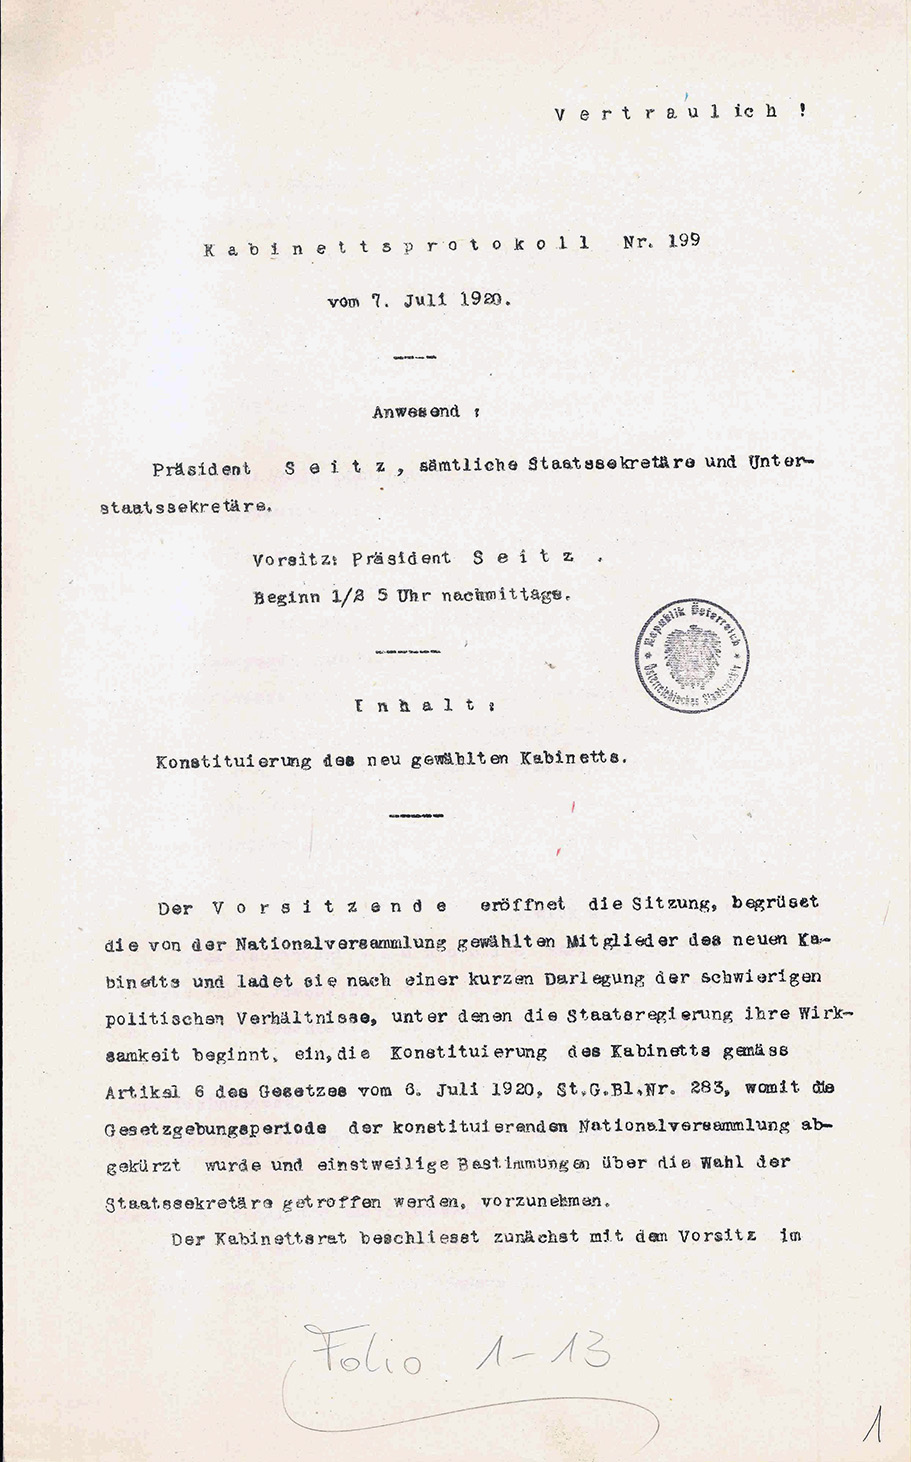 Vertraulich !
Kabinettsprotokoll Nr. 199
vom 7. Juli 1920.
Anwesend :
Präsident Seitz, sämtliche Staatssekretäre und Unter-
staatssekretäre.
Vorsitz: Präsident Seitz .
Beginn 1/2 5 Uhr nachmittags.
* Republik Österreich *
Österreichisches Staatsarchiv
Inhalt:
Konstituierung des neu gewählten Kabinetts.
Der Vorsitzende eröffnet die Sitzung, begrüsst
die von der Nationalversammlung gewählten Mitglieder des neuen Ka-
binetts und ladet sie nach einer kurzen Darlegung der schwierigen
politischen Verhältnisse, unter denen die Staatsregierung ihre Wirk-
samkeit beginnt, ein, die Konstituierung des Kabinetts gemäss
Artikel 6 des Gesetzes vom 6. Juli 1920, St.G.Bl.Nr. 283, womit die
Gesetzgebungsperiode der konstituierenden Nationalversammlung ab-
gekürzt wurde und einstweilige Bestimmungen über die Wahl der
Staatssekretäre getroffen werden, vorzunehmen.
Der Kabinettsrat beschliesst zunächst mit dem Vorsitz im
Folio 1-13
1